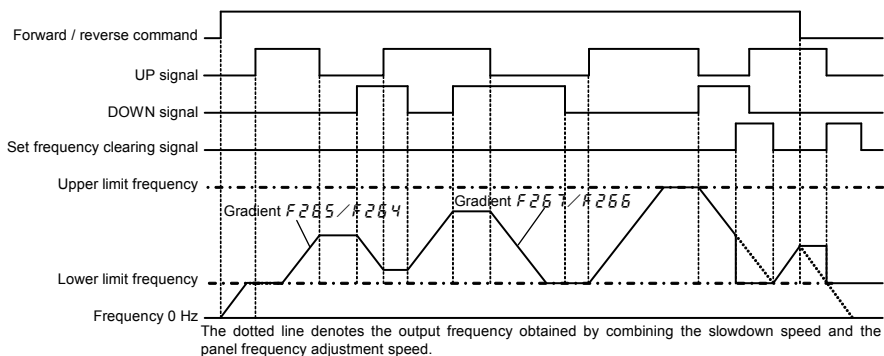 Forward / reverse command
UP signal
DOWN signal
Set frequency clearing signal
Upper limit frequency
Gradient F265/F264
Gradient F267/F266
Lower limit frequency
Frequency 0 Hz
The dotted line denotes the output frequency obtained by combining the slowdown speed and the
panel frequency adjustment speed.